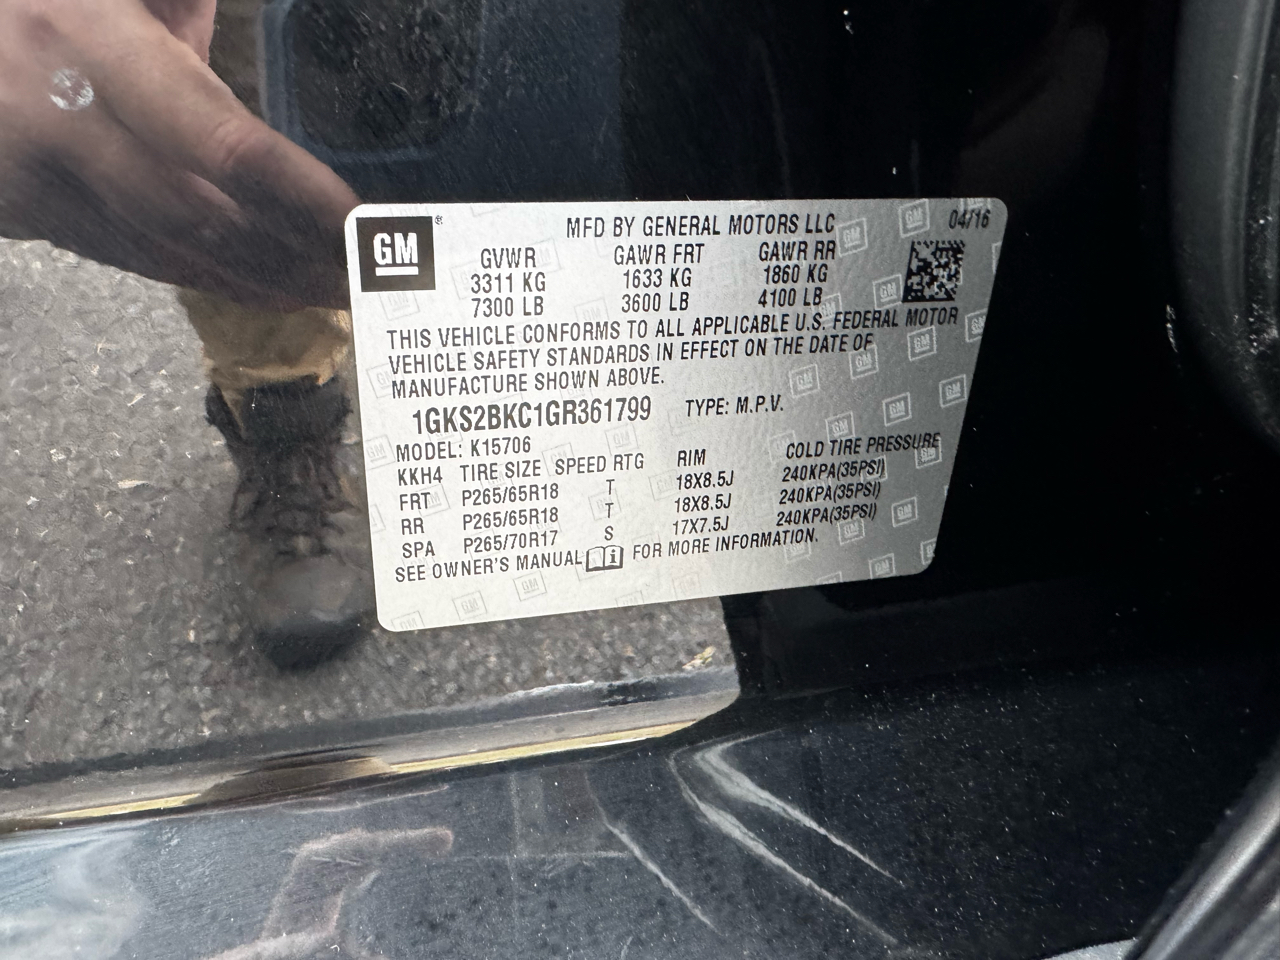 GM®
MFD BY GENERAL MOTORS LLC 04/16
GVWR GAWR FRT GAWR RR
3311 KG 1633 KG 1860 KG
7300 LB 3600 LB 4100 LB
THIS VEHICLE CONFORMS TO ALL APPLICABLE U.S. FEDERAL MOTOR
VEHICLE SAFETY STANDARDS IN EFFECT ON THE DATE OF
MANUFACTURE SHOWN ABOVE.
1GKS2BKC1GR361799 TYPE: M.P.V.
MODEL: K15706
KKH4 TIRE SIZE SPEED RTG RIM COLD TIRE PRESSURE
FRT P265/65R18 T 18X8.5J 240KPA(35PSI)
RR P265/65R18 T 18X8.5J 240KPA(35PSI)
SPA P265/70R17 S 17X7.5J 240KPA(35PSI)
SEE OWNER'S MANUAL FOR MORE INFORMATION.